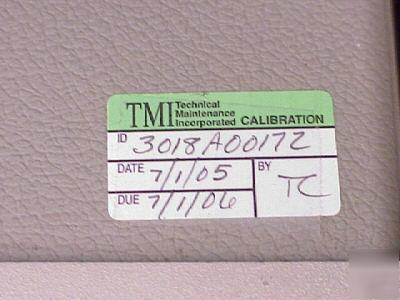 TMI Technical Maintenance Incorporated CALIBRATION
ID 3018A00172
DATE 7/1/05 BY TC
DUE 7/1/06